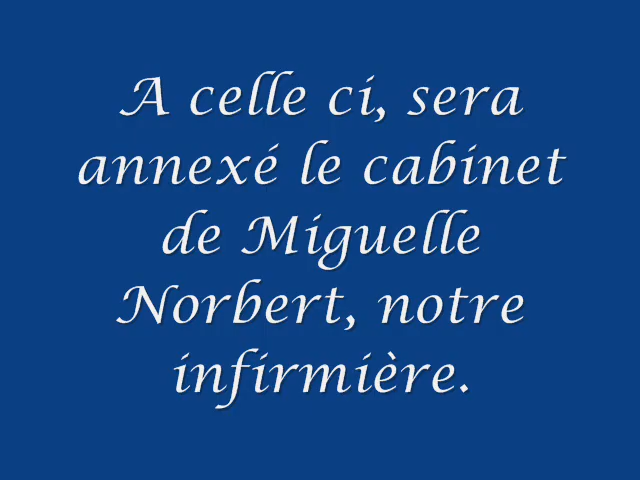 A celle ci, sera
annexé le cabinet
de Miguelle
Norbert, notre
infirmière.